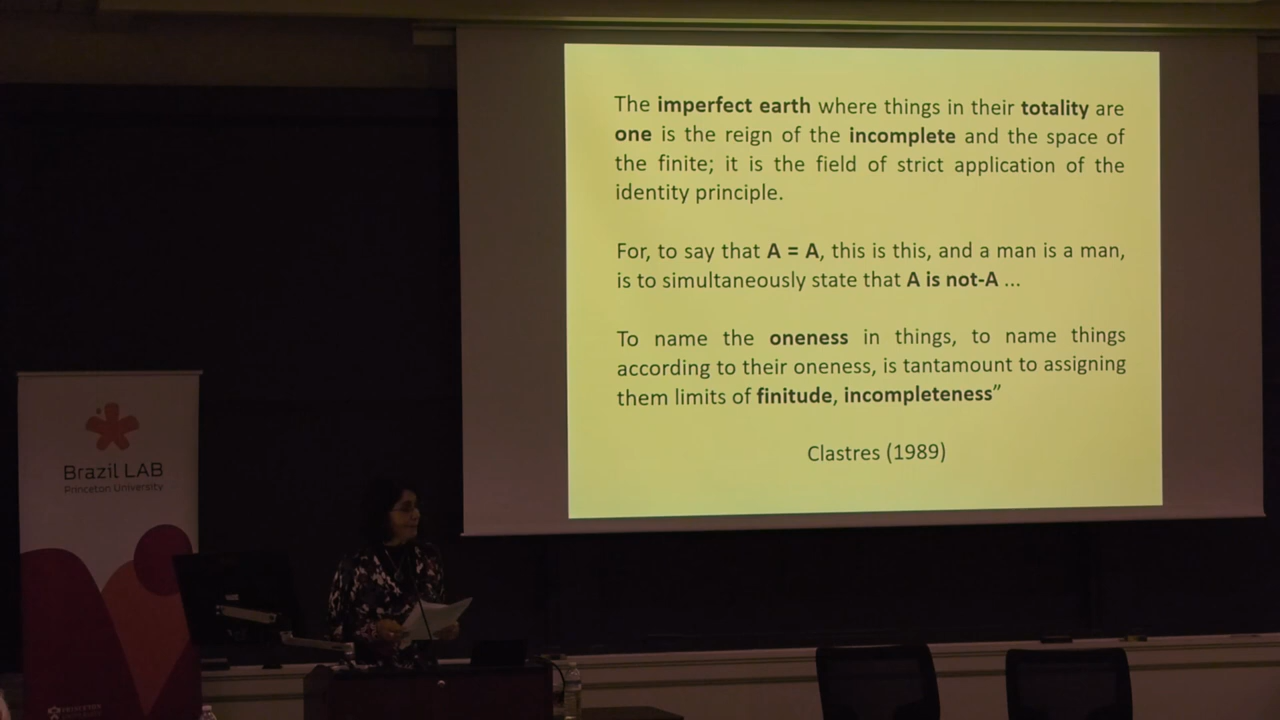 The imperfect earth where things in their totality are
one is the reign of the incomplete and the space of
the finite; it is the field of strict application of the
identity principle.
For, to say that A = A, this is this, and a man is a man,
is to simultaneously state that A is not-A ...
To name the oneness in things, to name things
according to their oneness, is tantamount to assigning
them limits of finitude, incompleteness”
Clastres (1989)
Brazil LAB
Princeton University